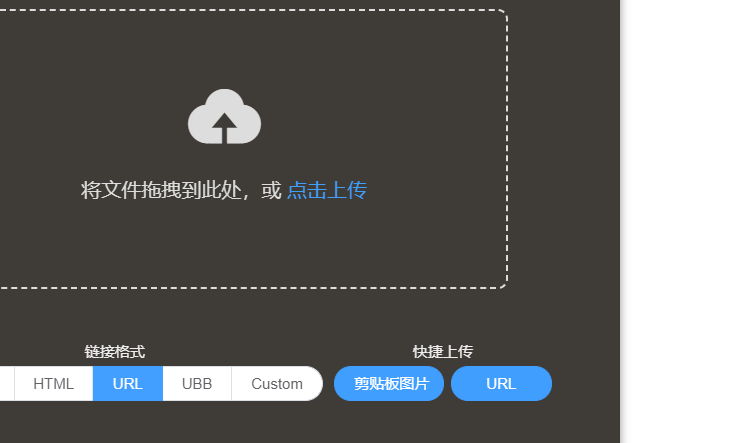 将文件拖拽到此处，或 点击上传
链接格式
快捷上传
HTML
URL
UBB
Custom
剪贴板图片
URL